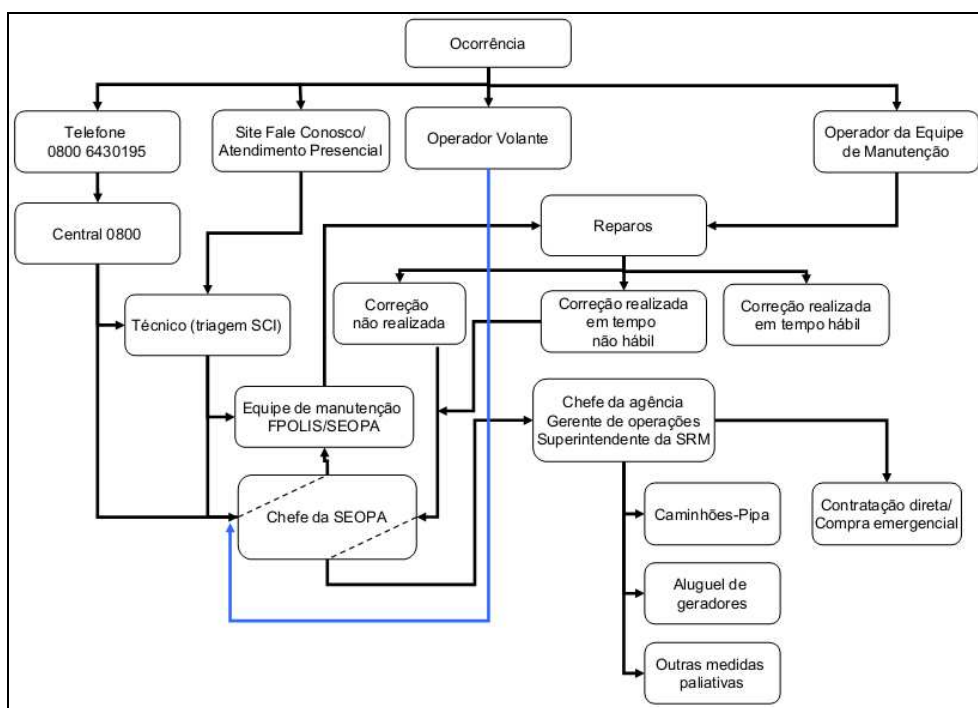 Ocorrência
Telefone
0800 6430195
Site Fale Conosco/
Atendimento Presencial
Operador Volante
Operador da Equipe
de Manutenção
Central 0800
Reparos
Técnico (triagem SCI)
Correção
não realizada
Correção realizada
em tempo
não hábil
Correção realizada
em tempo hábil
Equipe de manutenção
FPOLIS/SEOPA
Chefe da agência
Gerente de operações
Superintendente da SRM
Chefe da SEOPA
Caminhões-Pipa
Contratação direta/
Compra emergencial
Aluguel de
geradores
Outras medidas
paliativas